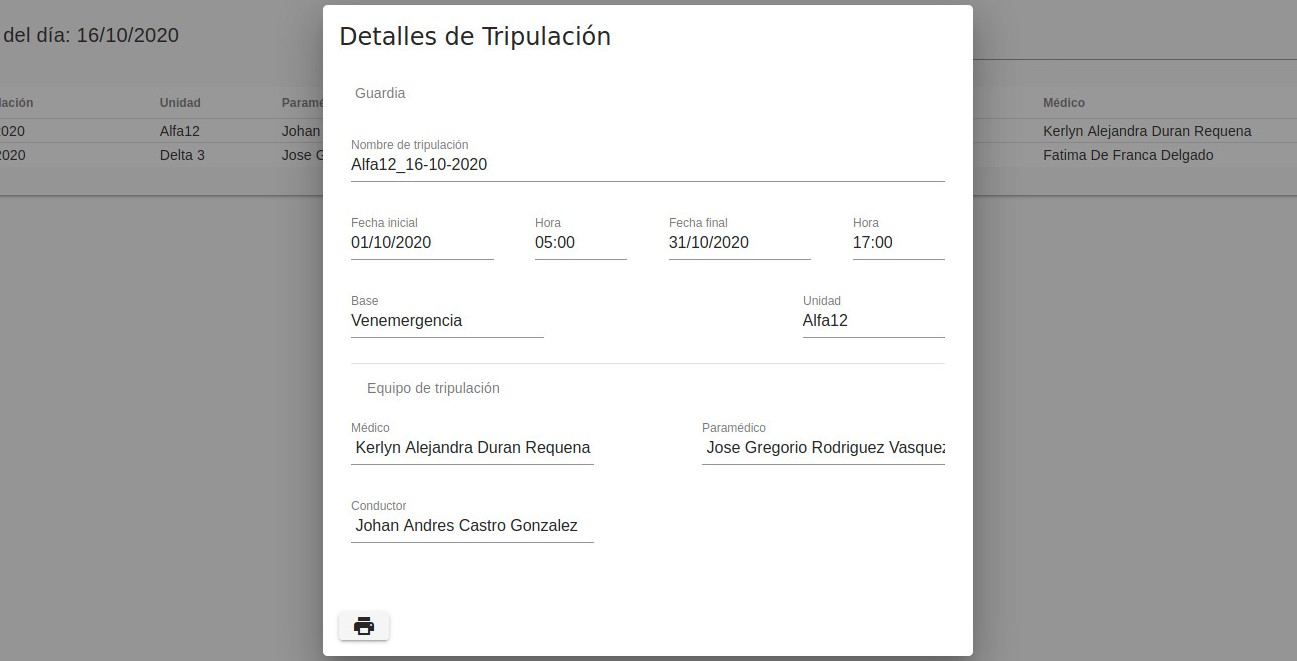 del día: 16/10/2020
Detalles de Tripulación
Guardia
Nombre de tripulación
Alfa12_16-10-2020
Fecha inicial Hora Fecha final Hora
01/10/2020 05:00 31/10/2020 17:00
Base Unidad
Venemergencia Alfa12
Equipo de tripulación
Médico Paramédico
Kerlyn Alejandra Duran Requena Jose Gregorio Rodriguez Vasquez
Conductor
Johan Andres Castro Gonzalez
lación Unidad Paramé Médico
2020 Alfa12 Johan Kerlyn Alejandra Duran Requena
2020 Delta 3 Jose G Fatima De Franca Delgado